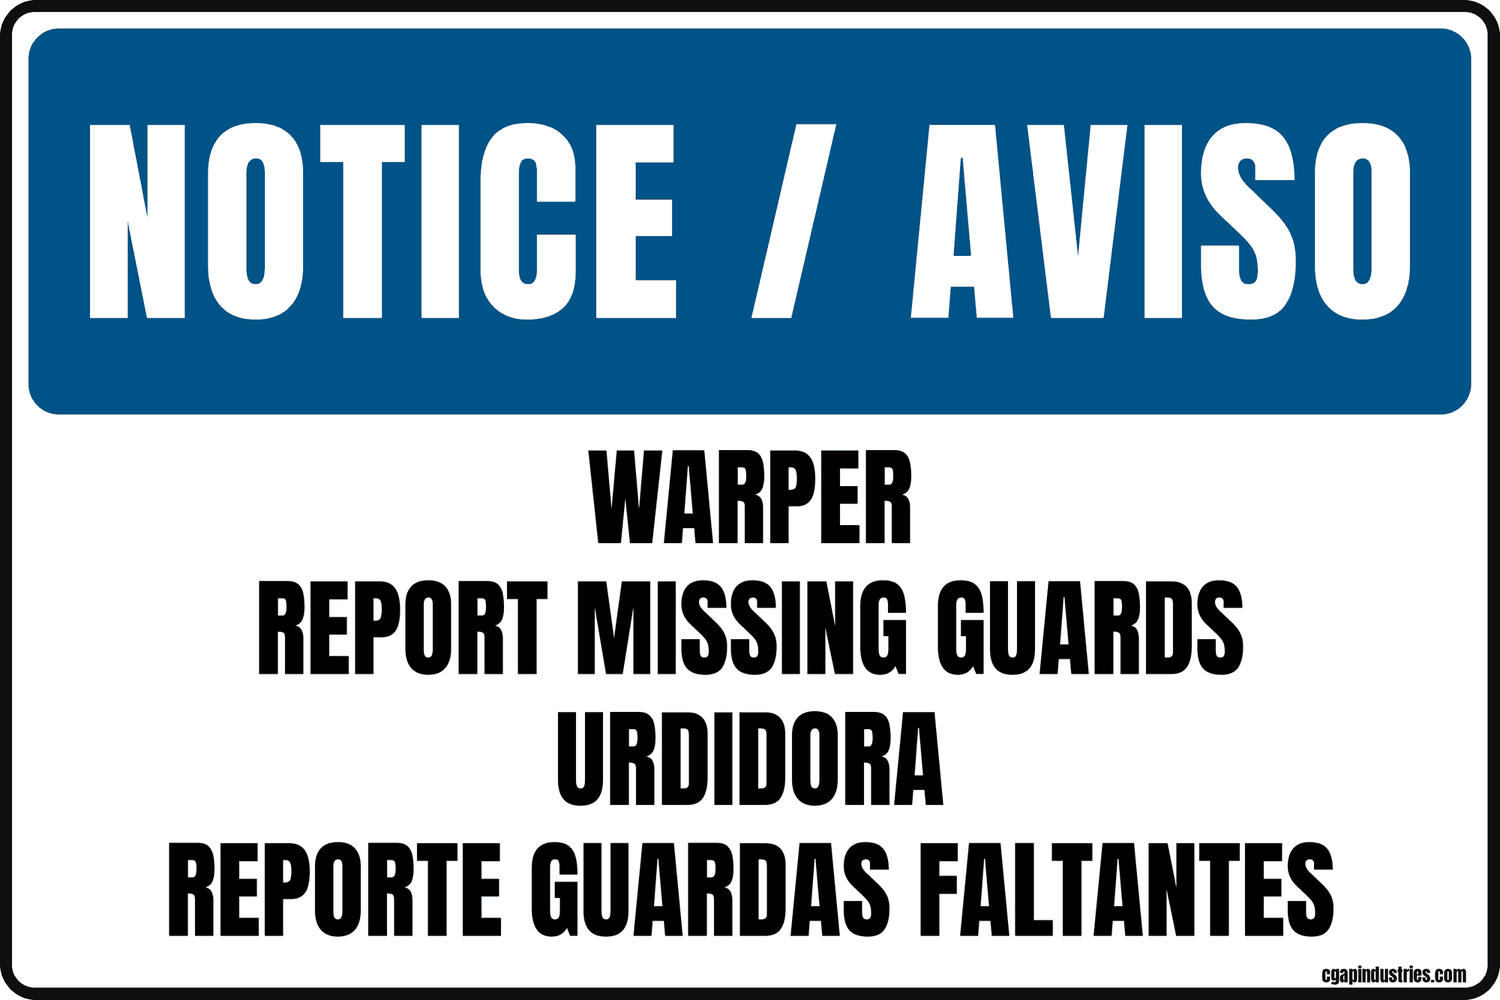 NOTICE / AVISO
WARPER
REPORT MISSING GUARDS
URDIDORA
REPORTE GUARDAS FALTANTES
cgapindustries.com